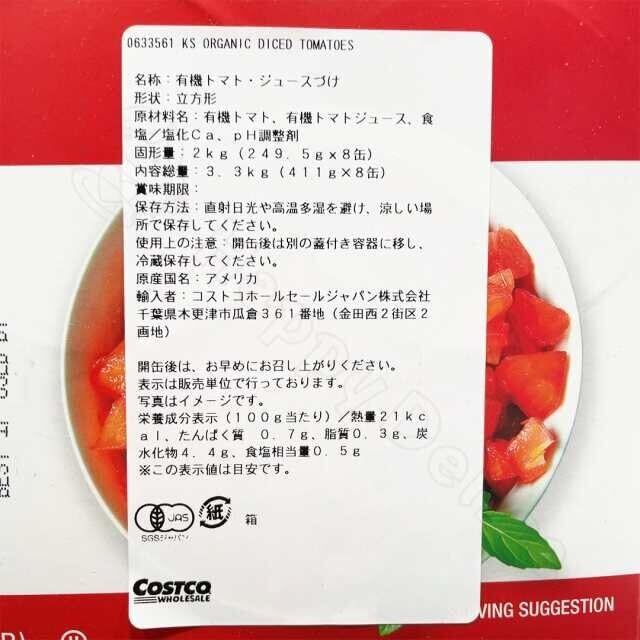 0633561 KS ORGANIC DICED TOMATOES
名称：有機トマト・ジュースづけ
形状：立方形
原材料名：有機トマト、有機トマトジュース、食
塩／塩化Ｃａ、ｐＨ調整剤
固形量：２ｋｇ（２４９．５ｇｘ８缶）
内容総量：３．３ｋｇ（４１１ｇ×８缶）
賞味期限：
保存方法：直射日光や高温多湿を避け、涼しい場
所で保存してください。
使用上の注意：開缶後は別の蓋付き容器に移し、
冷蔵保存してください。
原産国名：アメリカ
輸入者：コストコホールセールジャパン株式会社
千葉県木更津市瓜倉３６１番地（金田西２街区２
画地）
開缶後は、お早めにお召し上がりください。
表示は販売単位で行っております。
写真はイメージです。
栄養成分表示（１００ｇ当たり）／熱量２１ｋｃ
ａｌ、たんぱく質　０．７ｇ、脂質０．３ｇ、炭
水化物４．４ｇ、食塩相当量０．５ｇ
※この表示値は目安です。
JAS
SGSジャパン
紙
箱
COSTCO
WHOLESALE
VING SUGGESTION